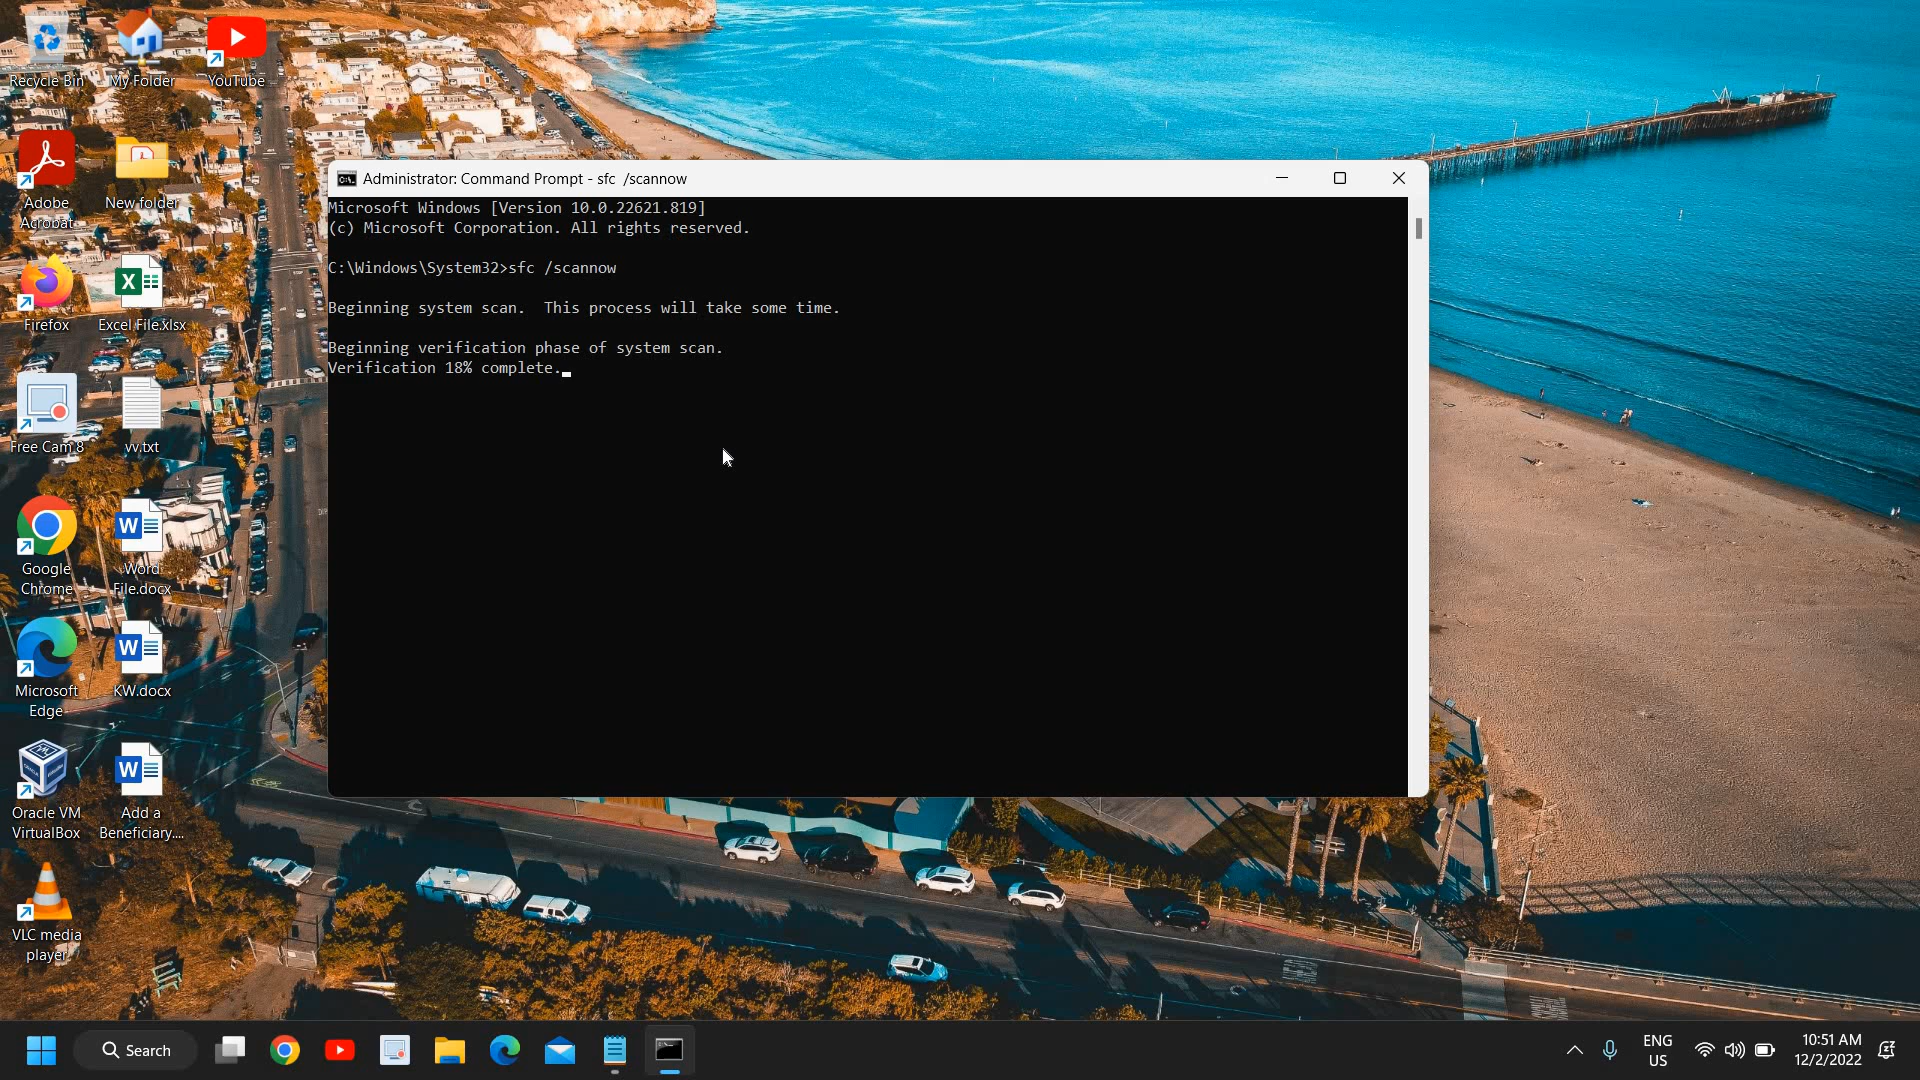 Recycle Bin
My Folder
YouTube
Adobe
Acrobat
New folder
Firefox
Excel File.xlsx
Free Cam 8
vv.txt
Google
Chrome
Word
File.docx
Microsoft
Edge
KW.docx
Oracle VM
VirtualBox
Add a
Beneficiary....
VLC media
player
Administrator: Command Prompt - sfc  /scannow
Microsoft Windows [Version 10.0.22621.819]
(c) Microsoft Corporation. All rights reserved.
C:\Windows\System32>sfc /scannow
Beginning system scan.  This process will take some time.
Beginning verification phase of system scan.
Verification 18% complete.
Search
ENG
US
10:51 AM
12/2/2022